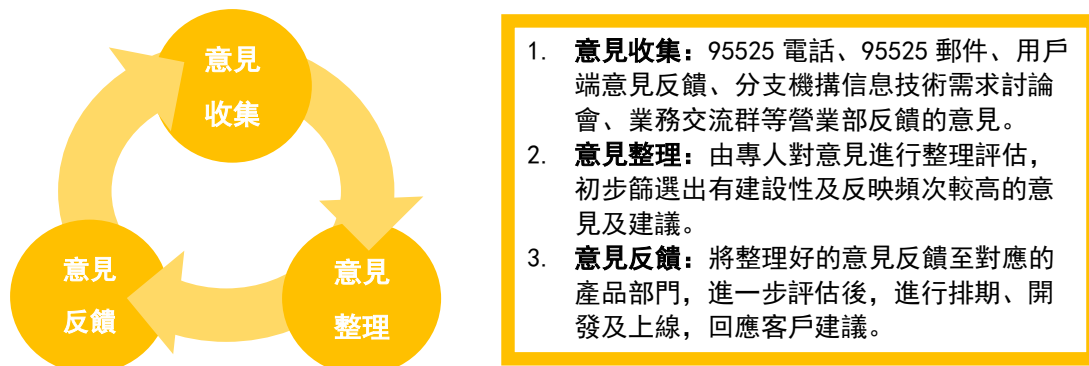 意見
收集
意見
反饋
意見
整理
1. 意見收集：95525 電話、95525 郵件、用戶
端意見反饋、分支機構信息技術需求討論
會、業務交流群等營業部反饋的意見。
2. 意見整理：由專人對意見進行整理評估，
初步篩選出有建設性及反映頻次較高的意
見及建議。
3. 意見反饋：將整理好的意見反饋至對應的
產品部門，進一步評估後，進行排期、開
發及上線，回應客戶建議。